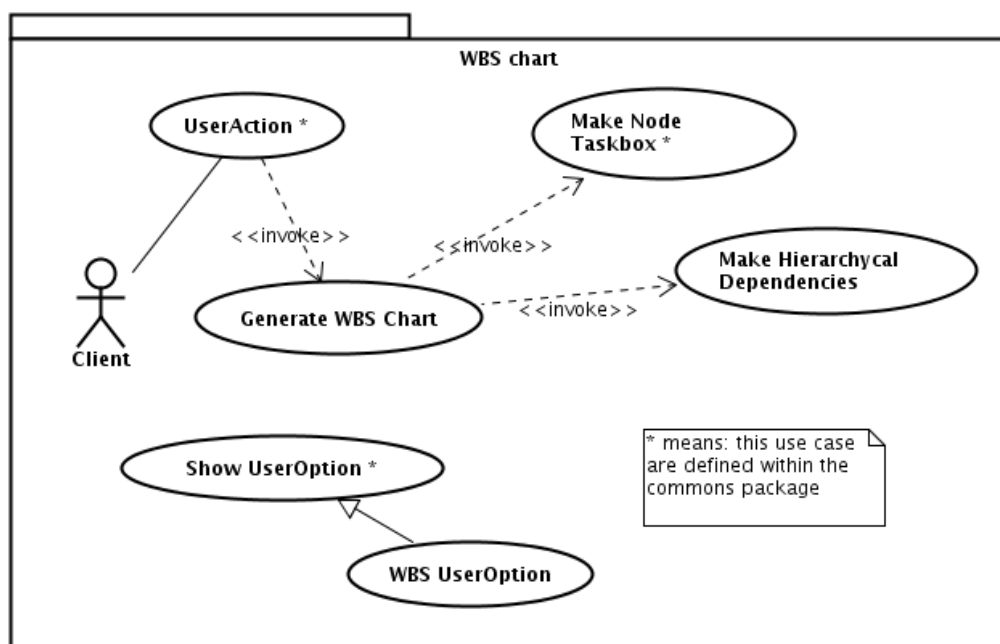 WBS chart
UserAction *
Make Node
Taskbox *
<<invoke>>
<<invoke>>
Make Hierarchycal
Dependencies
<<invoke>>
Generate WBS Chart
Client
Show UserOption *
* means: this use case
are defined within the
commons package
WBS UserOption